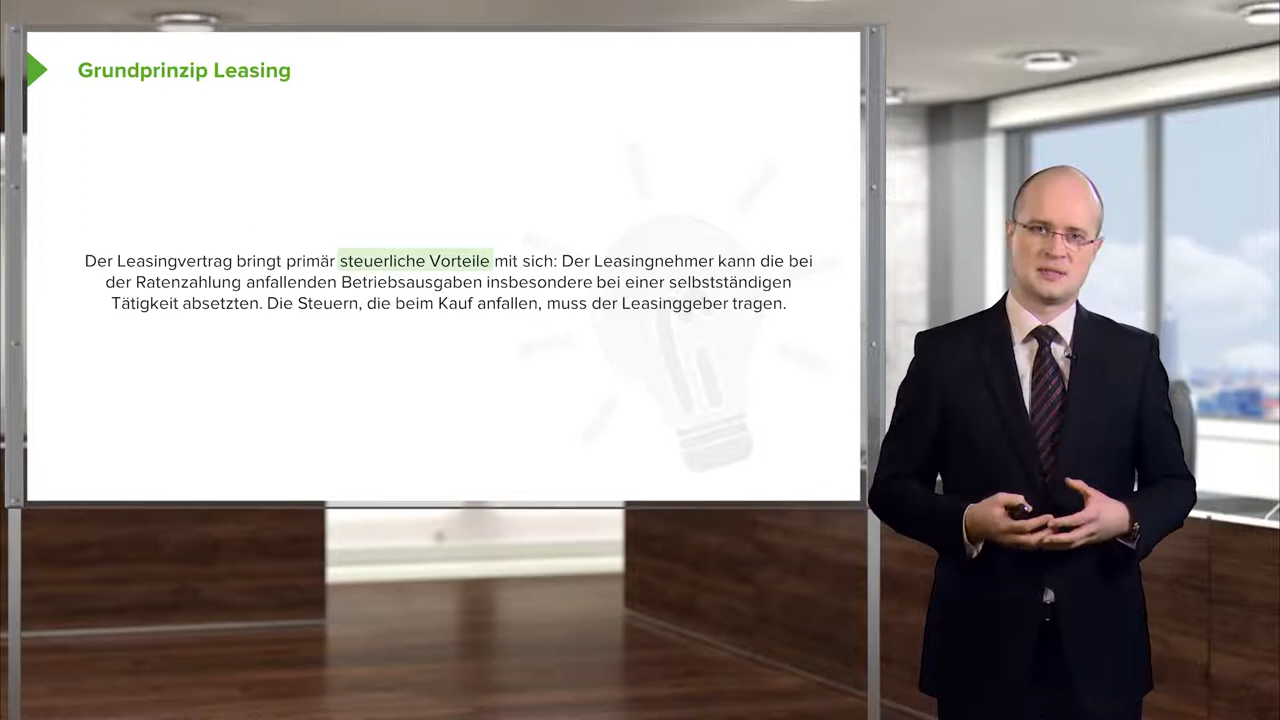 Grundprinzip Leasing
Der Leasingvertrag bringt primär steuerliche Vorteile mit sich: Der Leasingnehmer kann die bei
der Ratenzahlung anfallenden Betriebsausgaben insbesondere bei einer selbstständigen
Tätigkeit absetzten. Die Steuern, die beim Kauf anfallen, muss der Leasinggeber tragen.